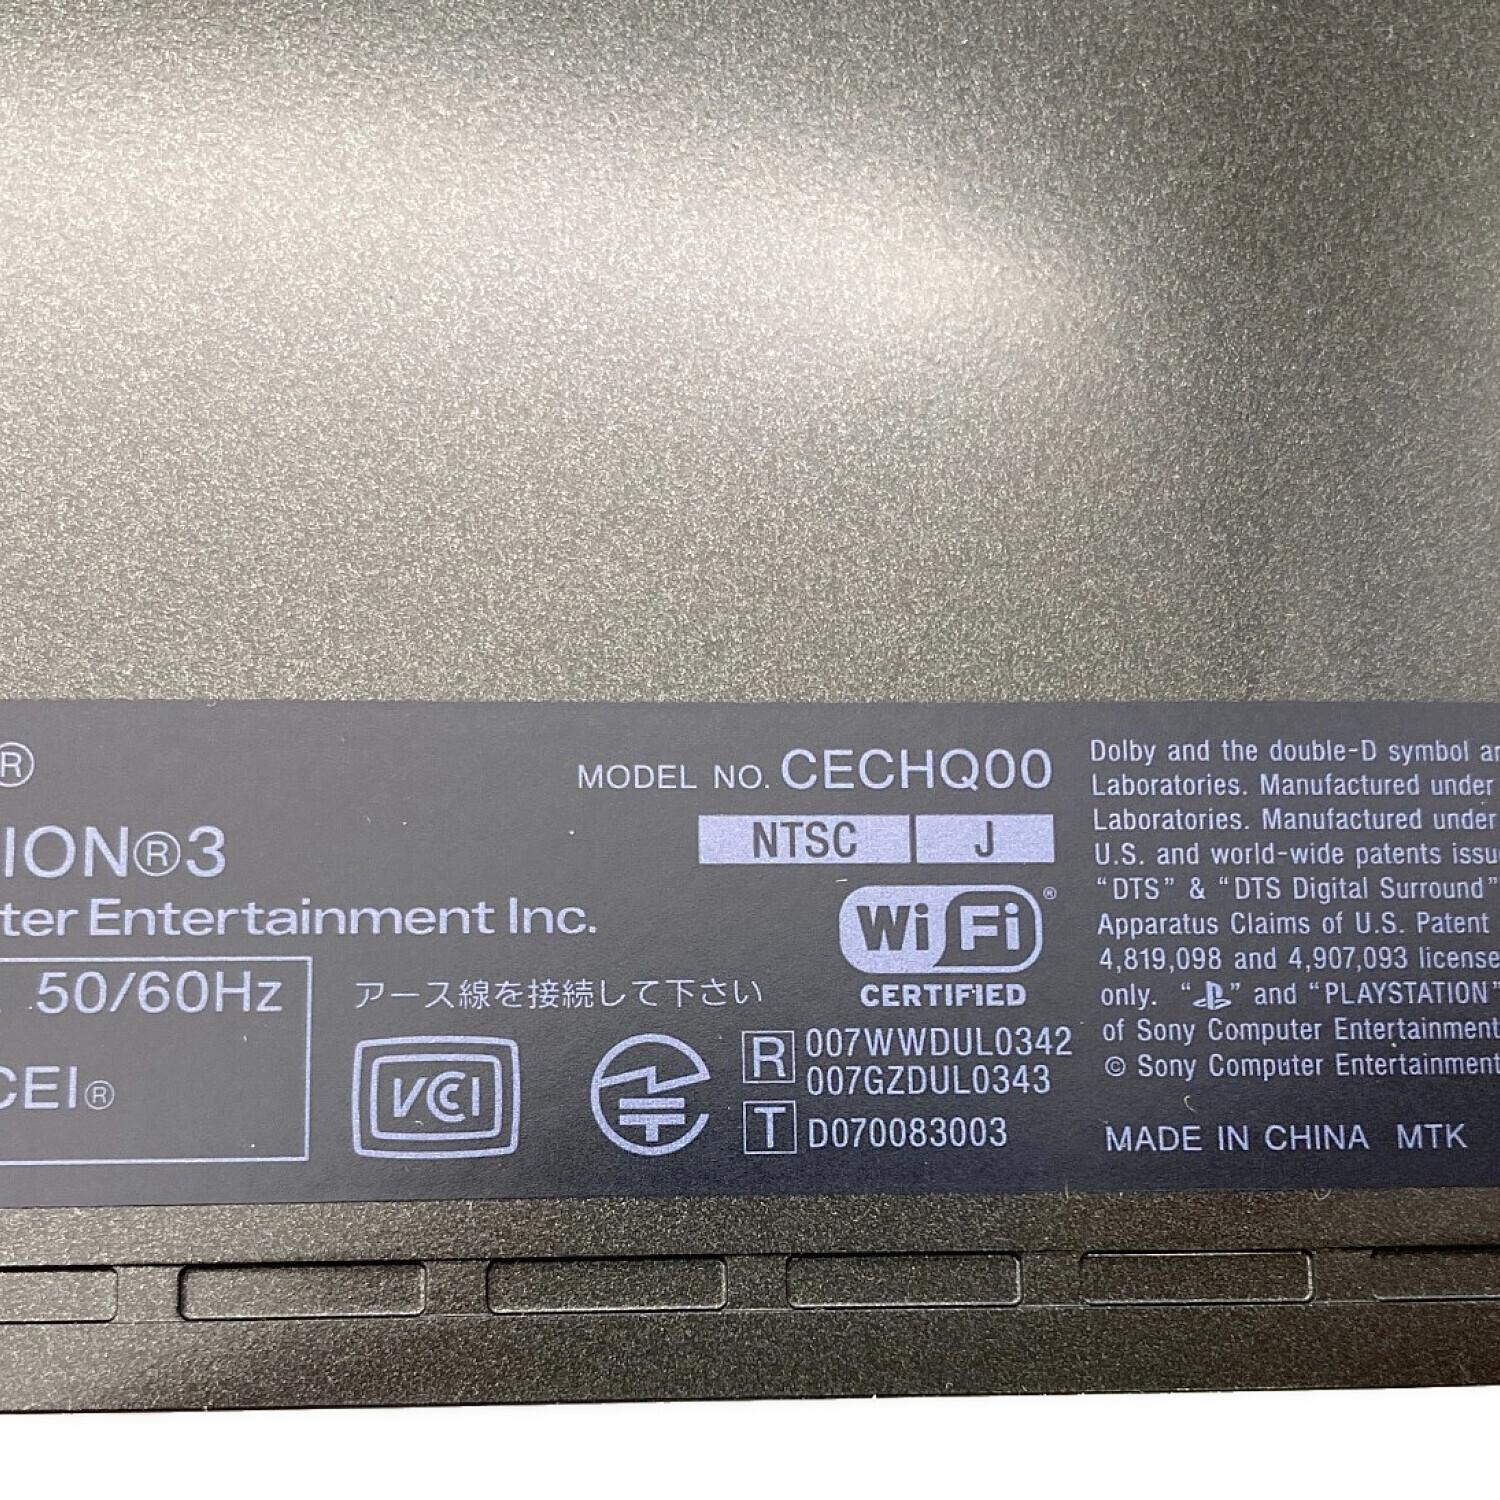 ®
ION®3
ter Entertainment Inc.
50/60Hz
CEI®
アース線を接続して下さい
VCCI
MODEL NO. CECHQ00
NTSC J
Wi Fi ®
CERTIFIED
R 007WWDUL0342
007GZDUL0343
T D070083003
Dolby and the double-D symbol ar
Laboratories. Manufactured under
Laboratories. Manufactured under
U.S. and world-wide patents issu
“DTS” & “DTS Digital Surround”
Apparatus Claims of U.S. Patent
4,819,098 and 4,907,093 license
only. “ ” and “PLAYSTATION”
of Sony Computer Entertainment
© Sony Computer Entertainment
MADE IN CHINA MTK